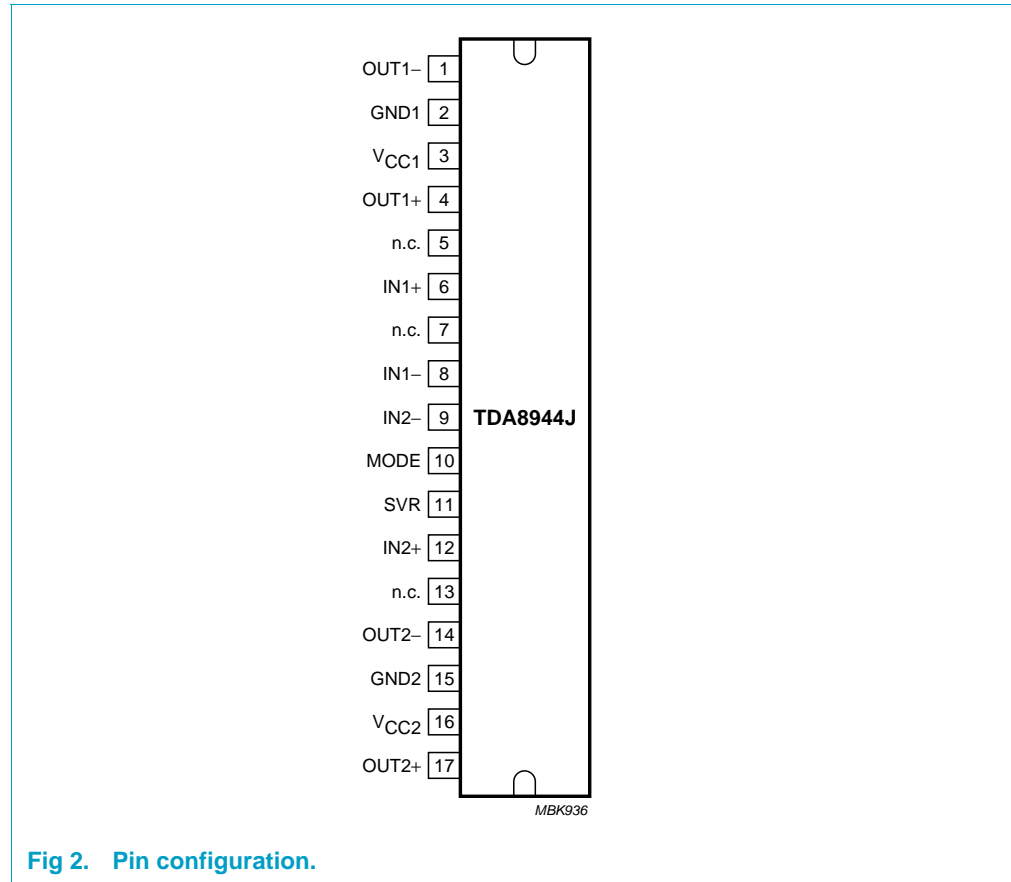 OUT1− 1
GND1 2
VCC1 3
OUT1+ 4
n.c. 5
IN1+ 6
n.c. 7
IN1− 8
IN2− 9 TDA8944J
MODE 10
SVR 11
IN2+ 12
n.c. 13
OUT2− 14
GND2 15
VCC2 16
OUT2+ 17
MBK936
Fig 2. Pin configuration.